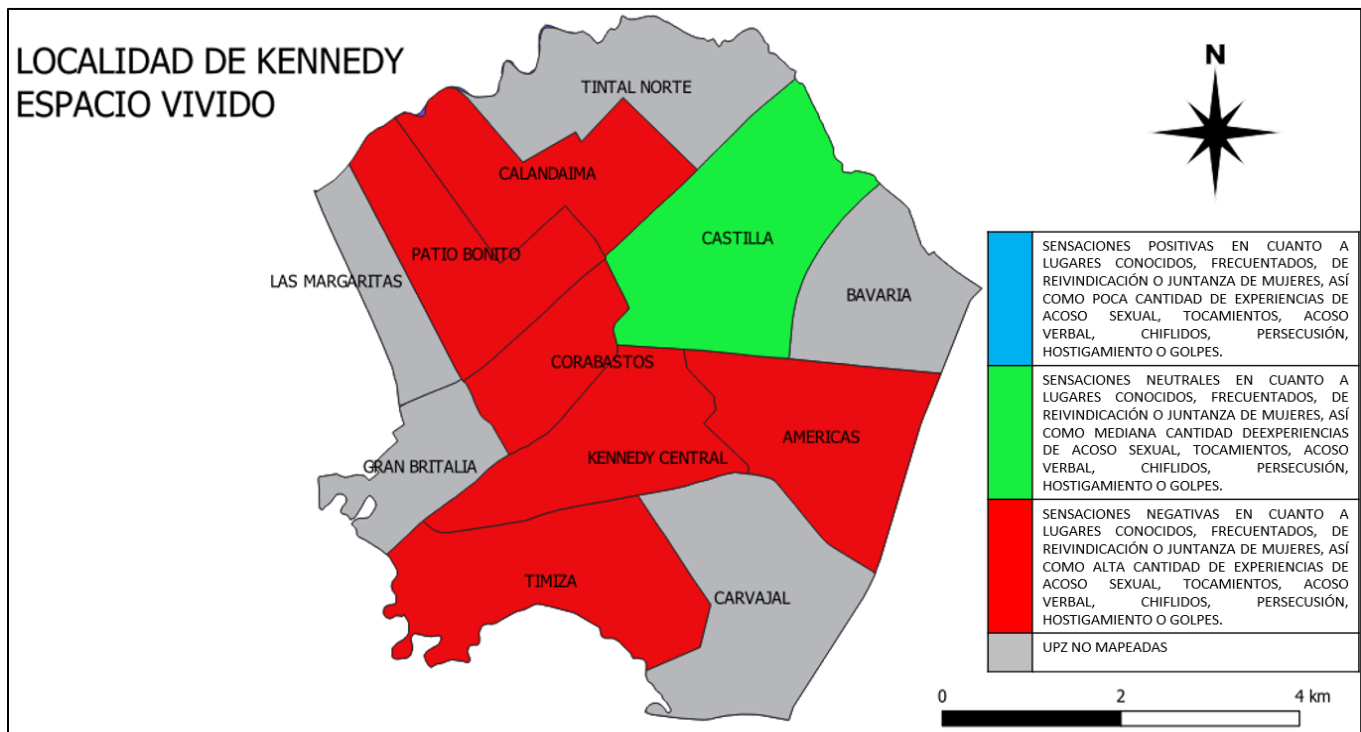 LOCALIDAD DE KENNEDY
ESPACIO VIVIDO
N
TINTAL NORTE
CALANDAIMA
CASTILLA
PATIO BONITO
LAS MARGARITAS
BAVARIA
CORABASTOS
AMERICAS
KENNEDY CENTRAL
GRAN BRITALIA
TIMIZA
CARVAJAL
SENSACIONES POSITIVAS EN CUANTO A
LUGARES CONOCIDOS, FRECUENTADOS, DE
REIVINDICACIÓN O JUNTANZA DE MUJERES, ASÍ
COMO POCA CANTIDAD DE EXPERIENCIAS DE
ACOSO SEXUAL, TOCAMIENTOS, ACOSO
VERBAL, CHIFLIDOS, PERSECUSIÓN,
HOSTIGAMIENTO O GOLPES.
SENSACIONES NEUTRALES EN CUANTO A
LUGARES CONOCIDOS, FRECUENTADOS, DE
REIVINDICACIÓN O JUNTANZA DE MUJERES, ASÍ
COMO MEDIANA CANTIDAD DEEXPERIENCIAS
DE ACOSO SEXUAL, TOCAMIENTOS, ACOSO
VERBAL, CHIFLIDOS, PERSECUSIÓN,
HOSTIGAMIENTO O GOLPES.
SENSACIONES NEGATIVAS EN CUANTO A
LUGARES CONOCIDOS, FRECUENTADOS, DE
REIVINDICACIÓN O JUNTANZA DE MUJERES, ASÍ
COMO ALTA CANTIDAD DE EXPERIENCIAS DE
ACOSO SEXUAL, TOCAMIENTOS, ACOSO
VERBAL, CHIFLIDOS, PERSECUSIÓN,
HOSTIGAMIENTO O GOLPES.
UPZ NO MAPEADAS
0 2 4 km